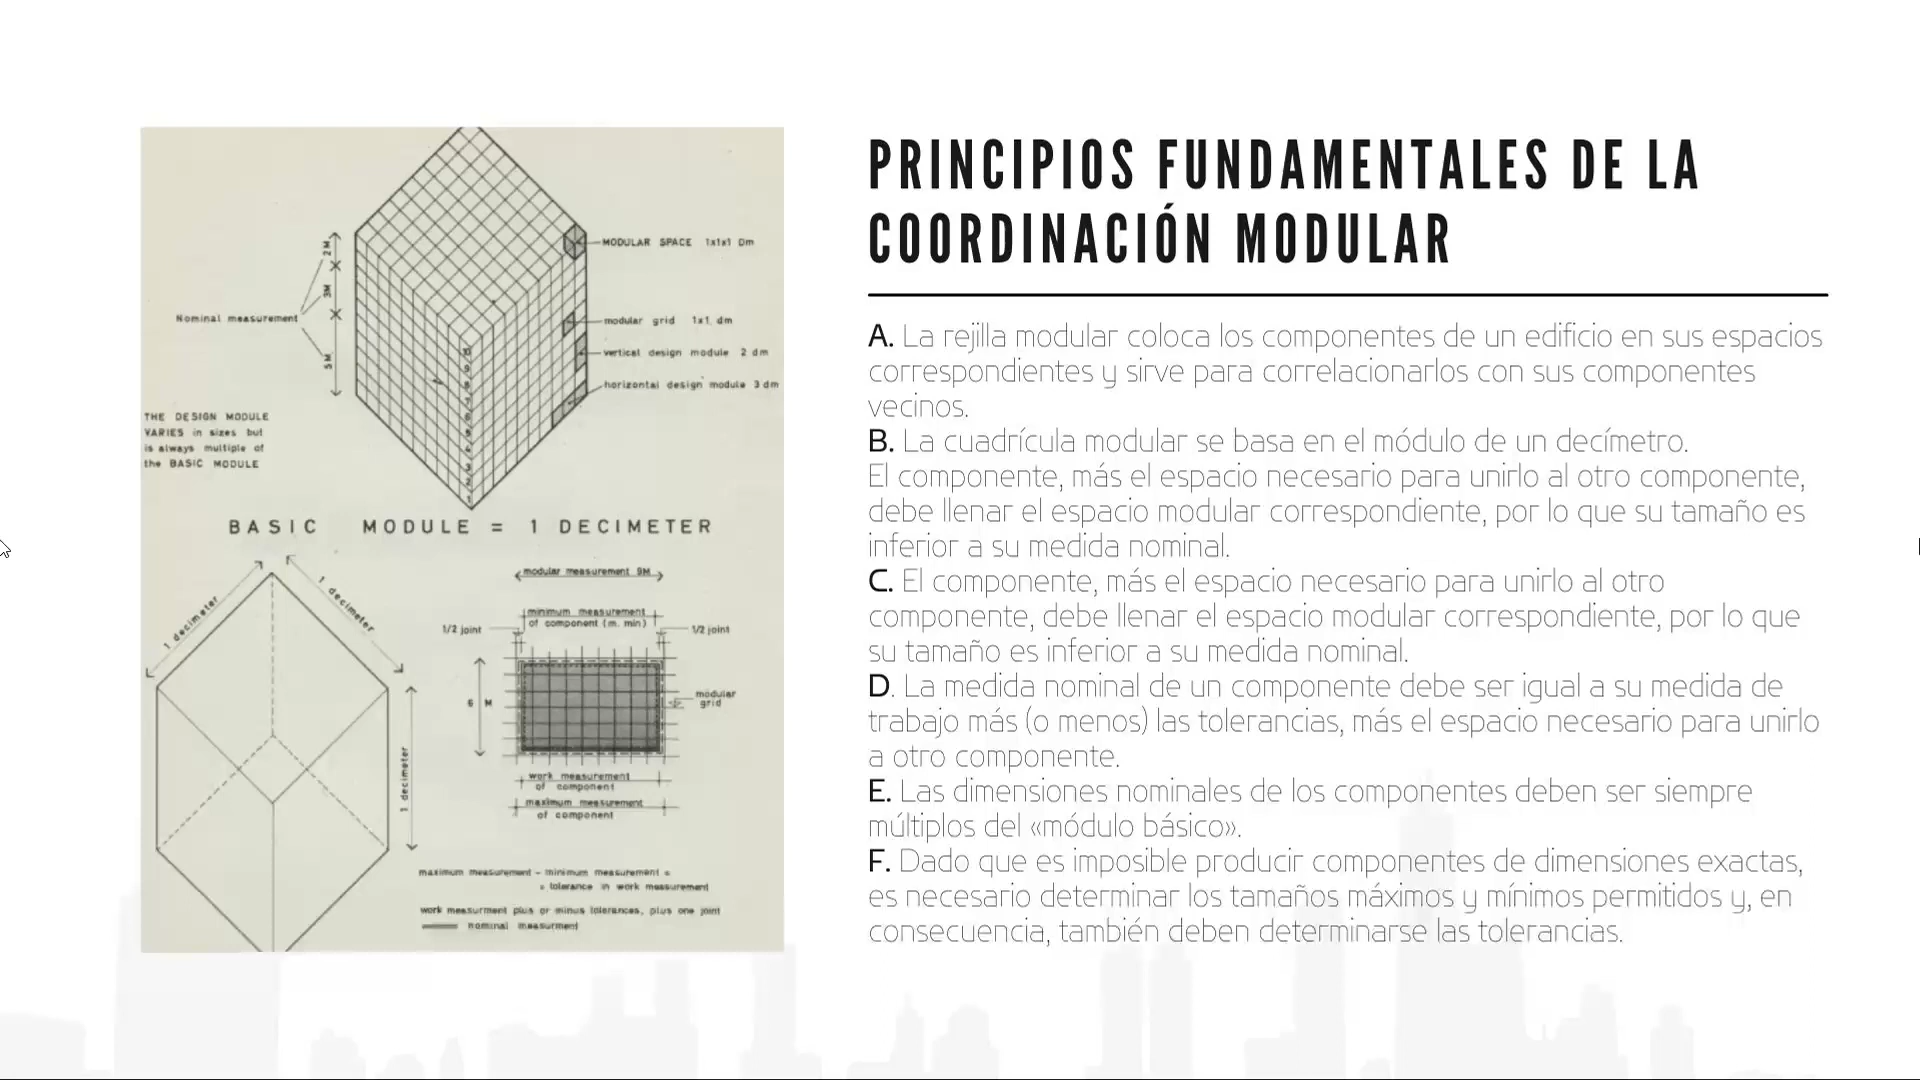 PRINCIPIOS FUNDAMENTALES DE LA
COORDINACIÓN MODULAR
A. La rejilla modular coloca los componentes de un edificio en sus espacios
correspondientes y sirve para correlacionarlos con sus componentes
vecinos.
B. La cuadrícula modular se basa en el módulo de un decímetro.
El componente, más el espacio necesario para unirlo al otro componente,
debe llenar el espacio modular correspondiente, por lo que su tamaño es
inferior a su medida nominal.
C. El componente, más el espacio necesario para unirlo al otro
componente, debe llenar el espacio modular correspondiente, por lo que
su tamaño es inferior a su medida nominal.
D. La medida nominal de un componente debe ser igual a su medida de
trabajo más (o menos) las tolerancias, más el espacio necesario para unirlo
a otro componente.
E. Las dimensiones nominales de los componentes deben ser siempre
múltiplos del «módulo básico».
F. Dado que es imposible producir componentes de dimensiones exactas,
es necesario determinar los tamaños máximos y mínimos permitidos y, en
consecuencia, también deben determinarse las tolerancias.
2M
3M
5M
Nominal measurement
MODULAR SPACE 1x1x1 Dm
modular grid 1x1 dm
vertical design module 2 dm
horizontal design module 3 dm
THE DESIGN MODULE
VARIES in sizes but
is always multiple of
the BASIC MODULE
BASIC MODULE = 1 DECIMETER
1 decimeter
1 decimeter
1 decimeter
modular measurement 9M
minimum measurement
of component (m. min)
1/2 joint
1/2 joint
6 M
modular
grid
work measurement
of component
maximum measurement
of component
maximum measurement - minimum measurement =
= tolerance in work measurement
work measurment plus or minus tolerances, plus one joint
nominal measurment